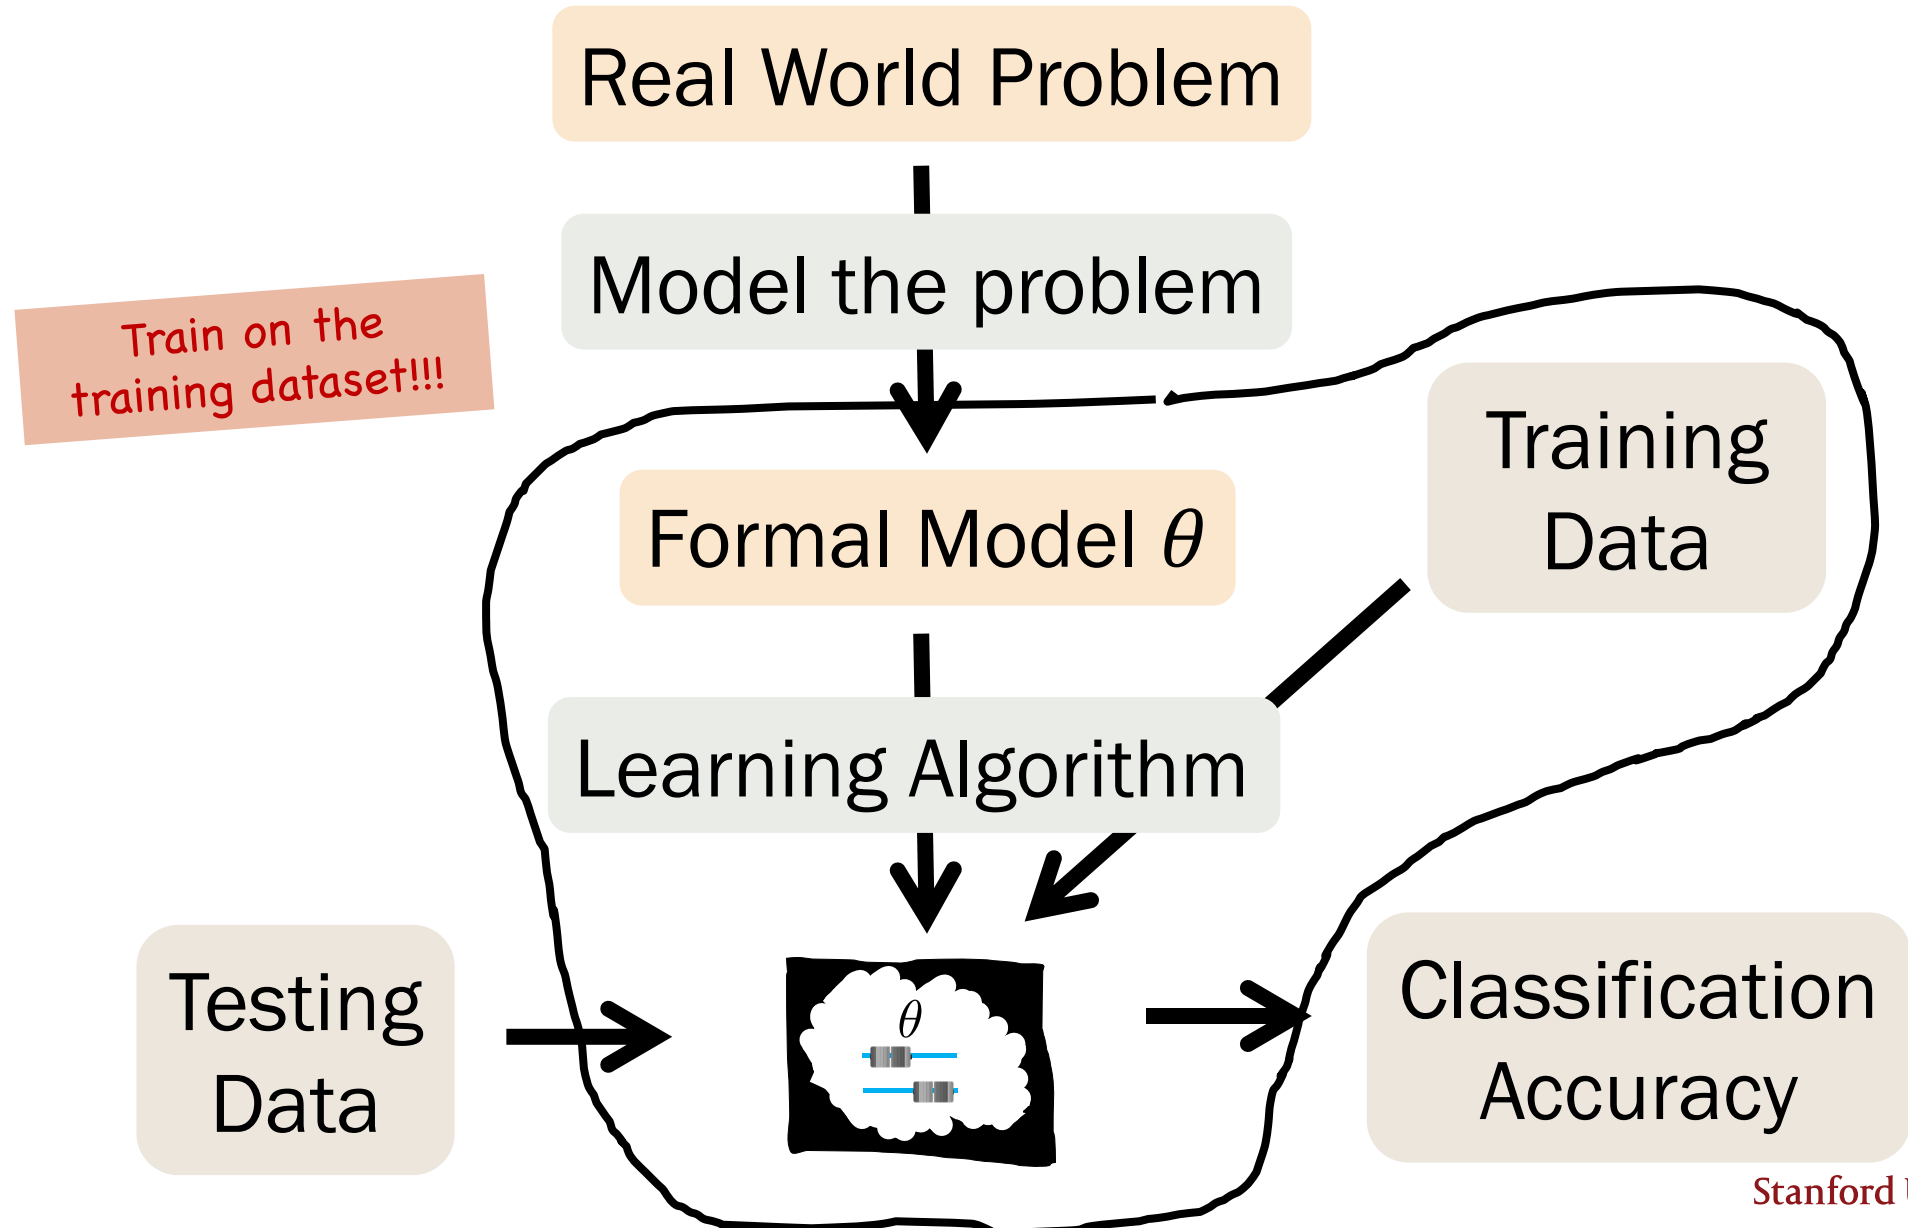 Real World Problem
Model the problem
Train on the
training dataset!!!
Training
Data
Formal Model θ
Learning Algorithm
Testing
Data
θ
Classification
Accuracy
Stanford U